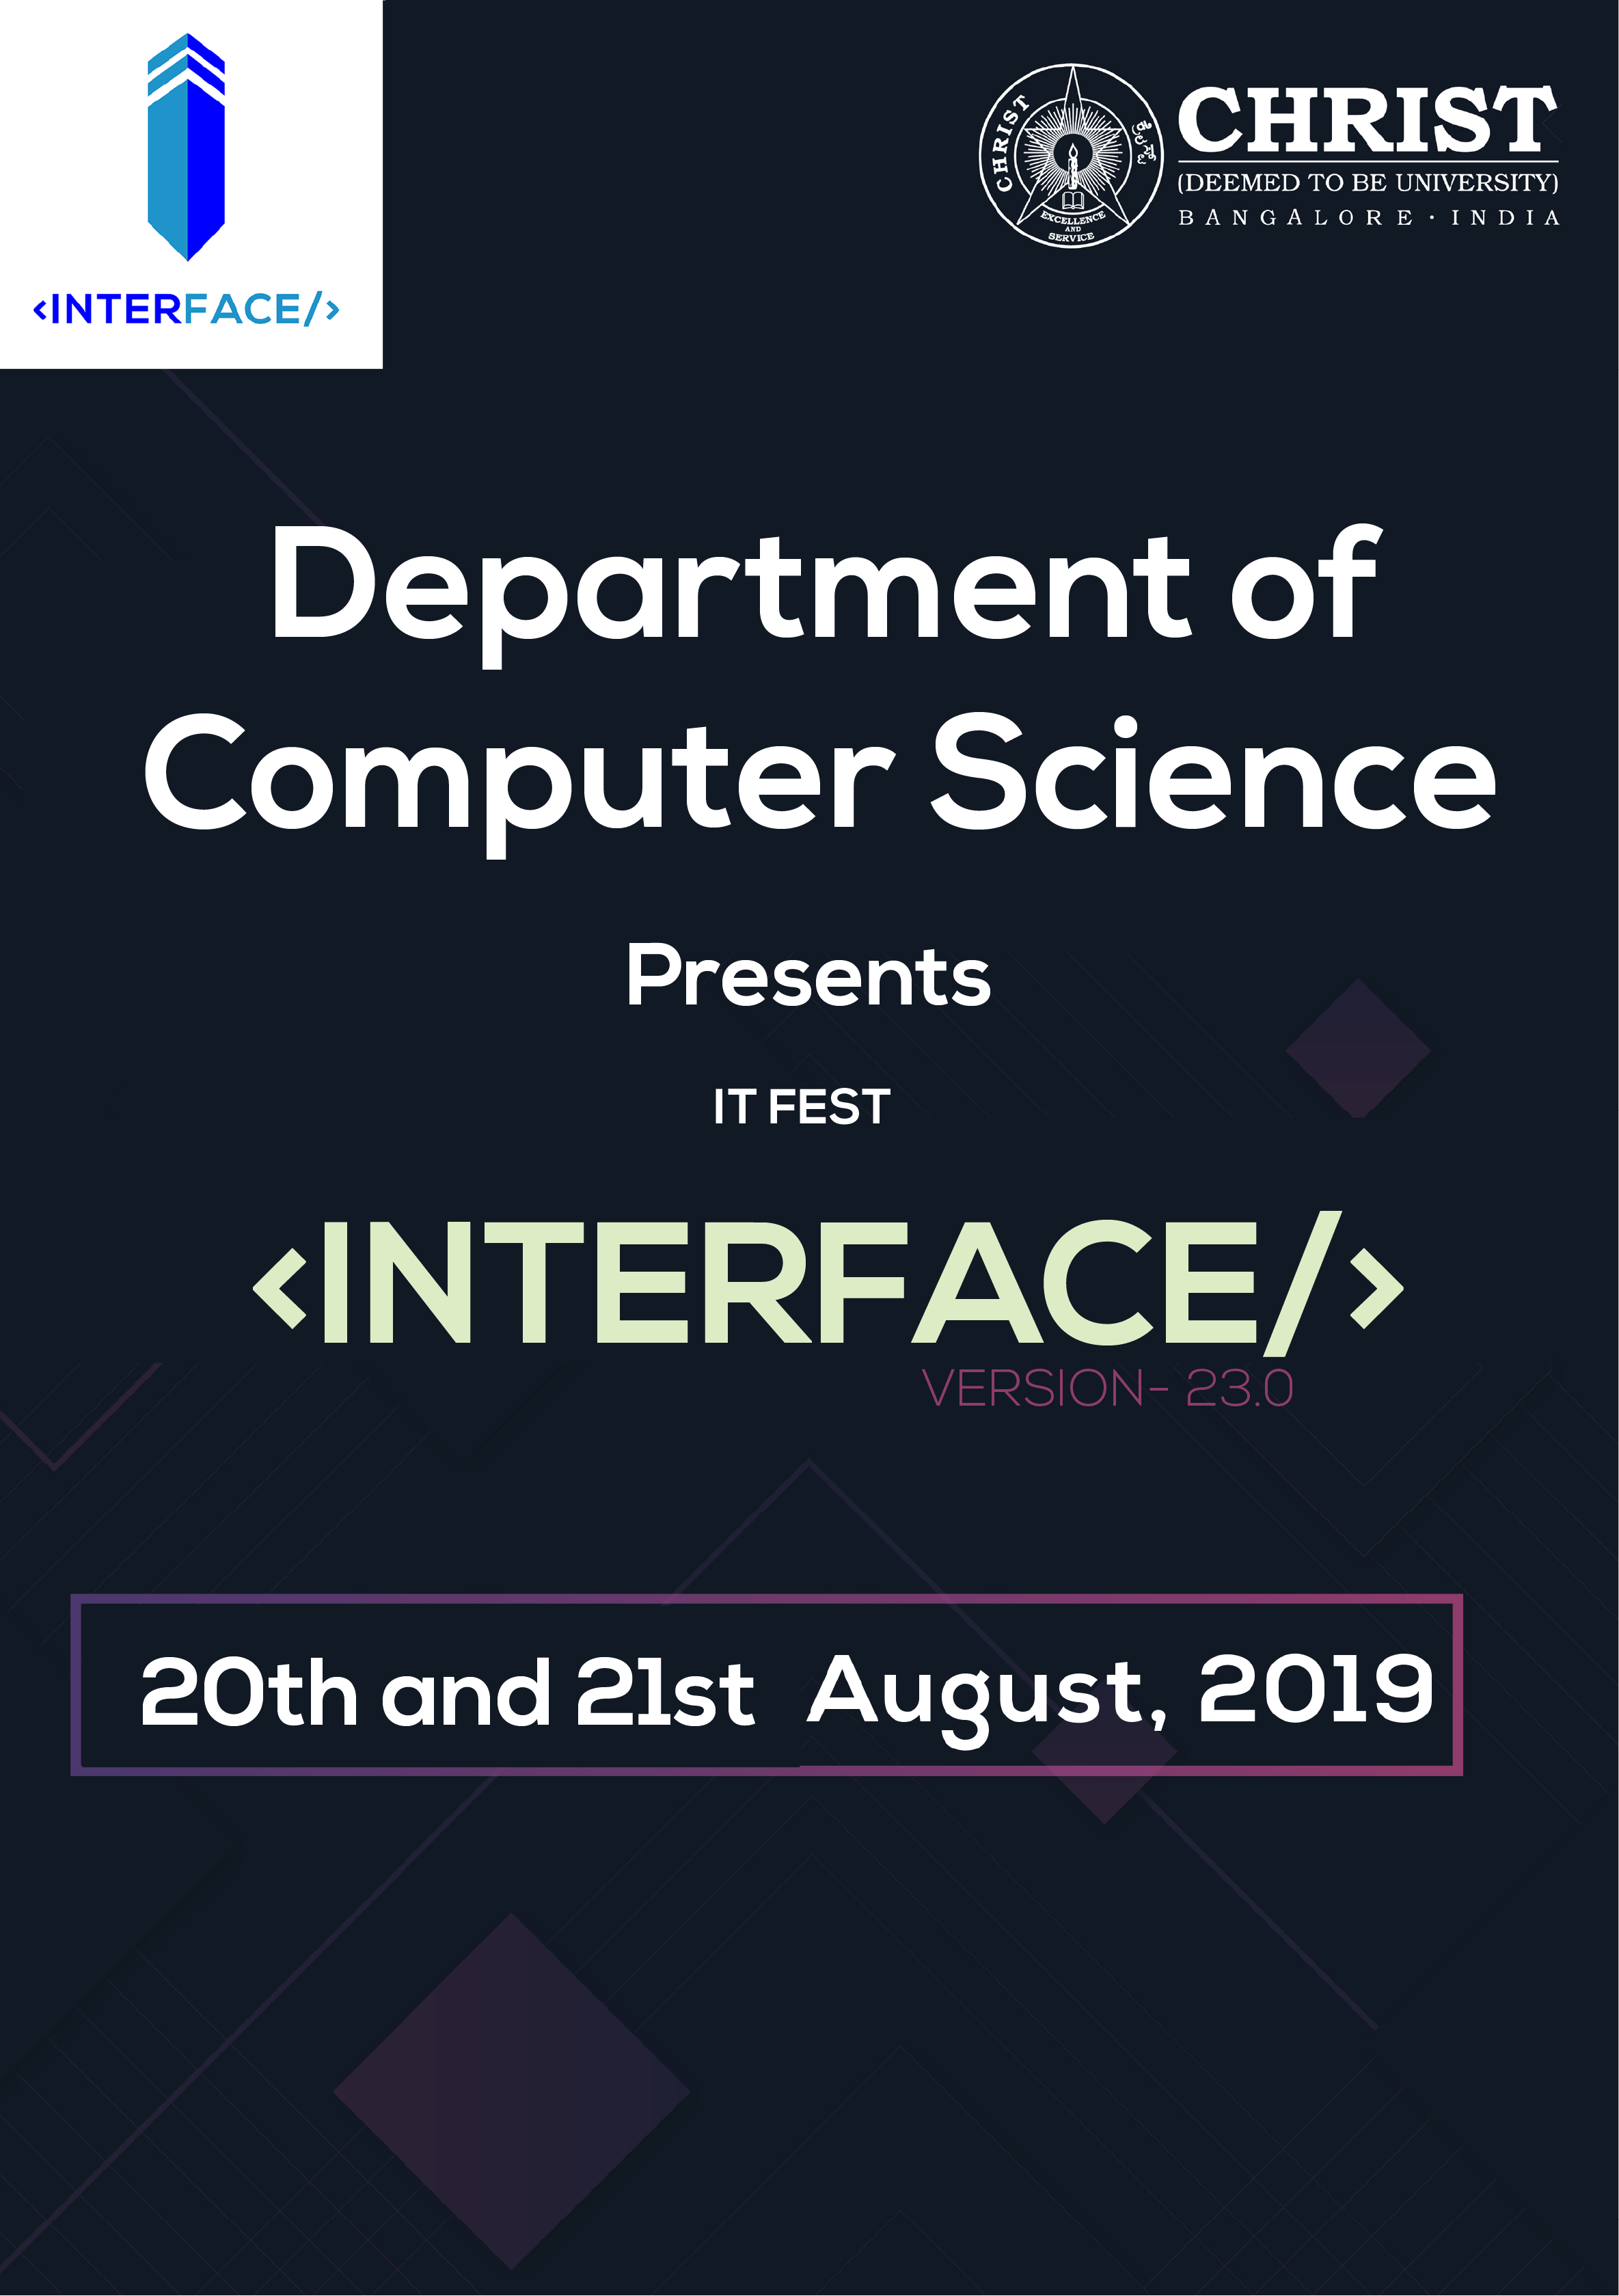 <INTERFACE/>
CHRIST
EXCELLENCE
AND
SERVICE
CHRIST
(DEEMED TO BE UNIVERSITY)
BANGALORE · INDIA
Department of
Computer Science
Presents
IT FEST
<INTERFACE/>
VERSION- 23.0
20th and 21st August, 2019